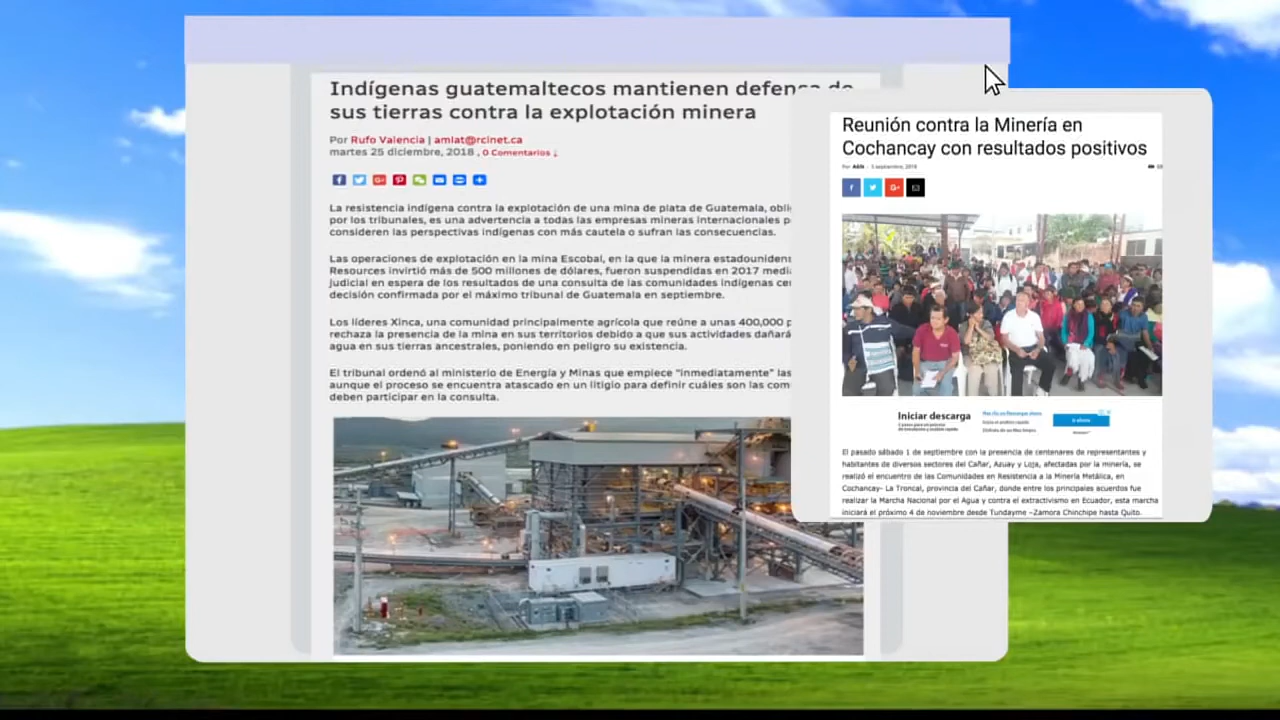 Indígenas guatemaltecos mantienen defensa de
sus tierras contra la explotación minera
Por Rufo Valencia | amlat@rcinet.ca
martes 25 diciembre, 2018 , 0 Comentarios ↓
La resistencia indígena contra la explotación de una mina de plata de Guatemala,
por los tribunales, es una advertencia a todas las empresas mineras internacionales
consideren las perspectivas indígenas con más cautela o sufran las consecuencias.
Las operaciones de explotación en la mina Escobal, en la que la minera
Resources invirtió más de 500 millones de dólares, fueron suspendidas en 2017
judicial en espera de los resultados de una consulta de las comunidades indígenas
decisión confirmada por el máximo tribunal de Guatemala en septiembre.
Los líderes Xinca, una comunidad principalmente agrícola que reúne a unas 400,000
rechaza la presencia de la mina en sus territorios debido a que sus actividades
agua en sus tierras ancestrales, poniendo en peligro su existencia.
El tribunal ordenó al ministerio de Energía y Minas que empiece "inmediatamente" las
aunque el proceso se encuentra atascado en un litigio para definir cuáles son las
deben participar en la consulta.
Reunión contra la Minería en
Cochancay con resultados positivos
Por AGN - 3 septiembre, 2018
Iniciar descarga
El pasado sábado 1 de septiembre con la presencia de centenares de representantes y
habitantes de diversos sectores del Cañar, Azuay y Loja, afectadas por la minería, se
realizó el encuentro de las Comunidades en Resistencia a la Minería Metálica, en
Cochancay- La Troncal, provincia del Cañar, donde entre los principales acuerdos fue
realizar la Marcha Nacional por el Agua y contra el extractivismo en Ecuador, esta marcha
iniciará el próximo 4 de noviembre desde Tundayme –Zamora Chinchipe hasta Quito.